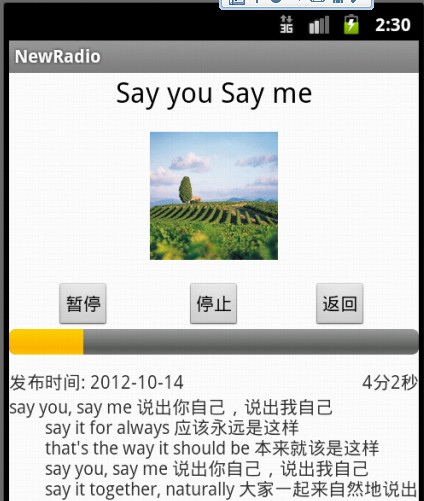 3G 2:30
NewRadio
Say you Say me
暂停 停止 返回
发布时间: 2012-10-14 4分2秒
say you, say me 说出你自己，说出我自己
say it for always 应该永远是这样
that's the way it should be 本来就该是这样
say you, say me 说出你自己，说出我自己
say it together, naturally 大家一起来自然地说出